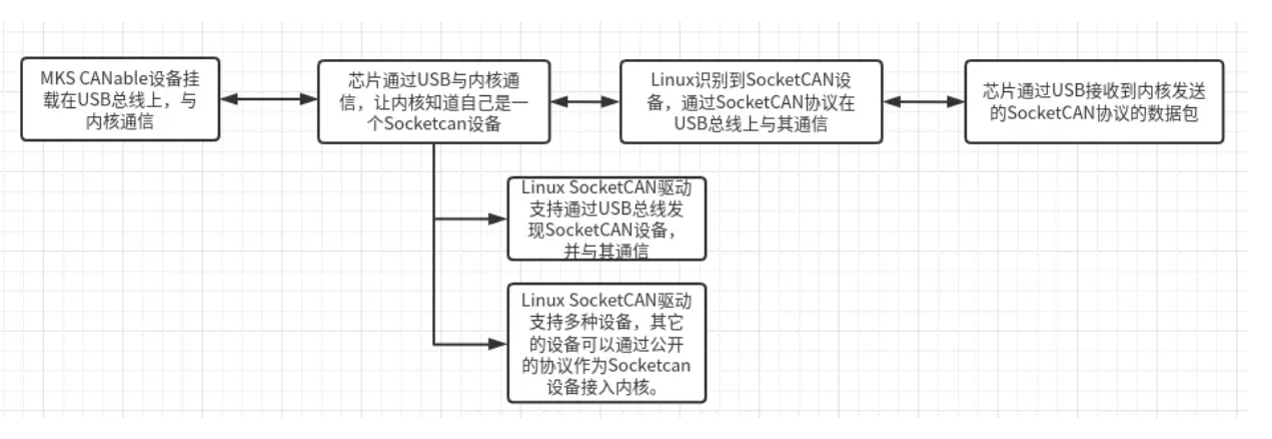 MKS CANable设备挂
载在USB总线上，与
内核通信
芯片通过USB与内核通
信，让内核知道自己是一
个Socketcan设备
Linux识别到SocketCAN设
备，通过SocketCAN协议在
USB总线上与其通信
芯片通过USB接收到内核发送
的SocketCAN协议的数据包
Linux SocketCAN驱动
支持通过USB总线发
现SocketCAN设备，
并与其通信
Linux SocketCAN驱动
支持多种设备，其它
的设备可以通过公开
的协议作为Socketcan
设备接入内核。